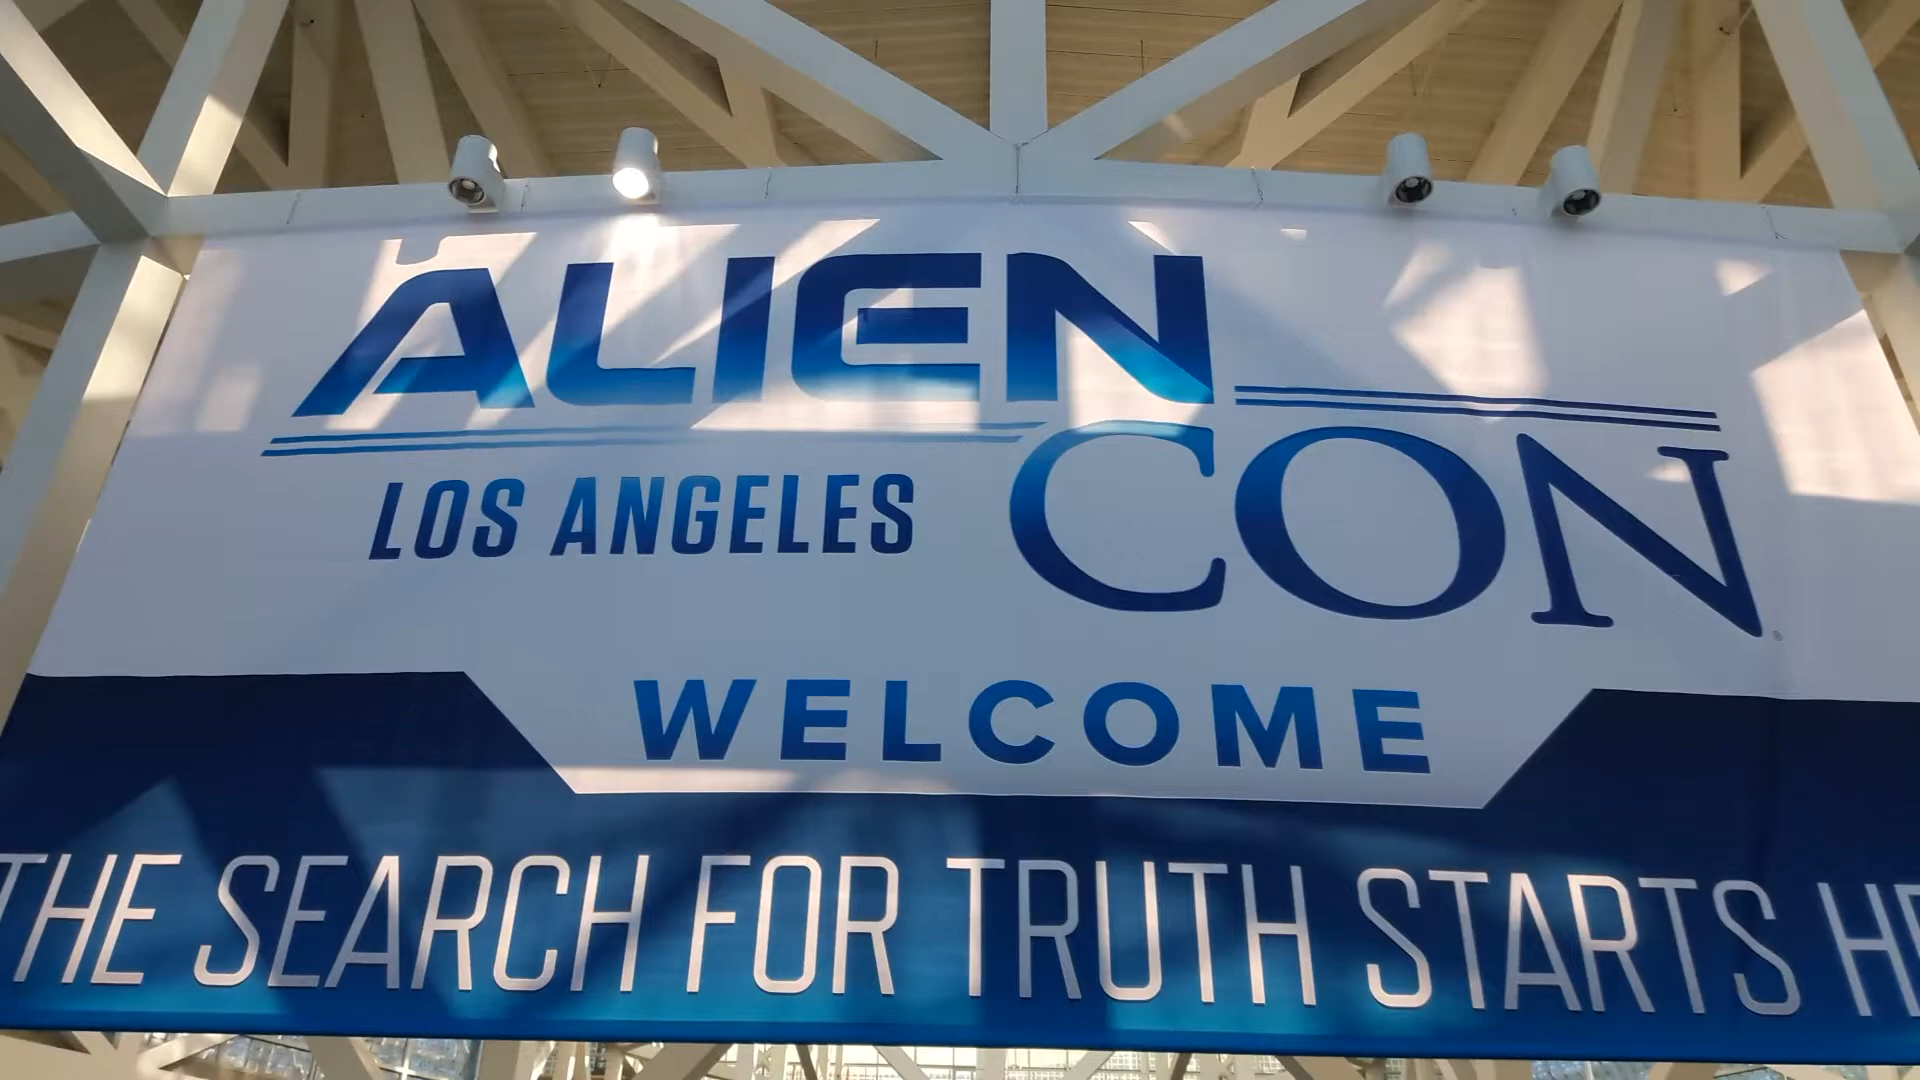 ALIEN
CON
LOS ANGELES
WELCOME
THE SEARCH FOR TRUTH STARTS